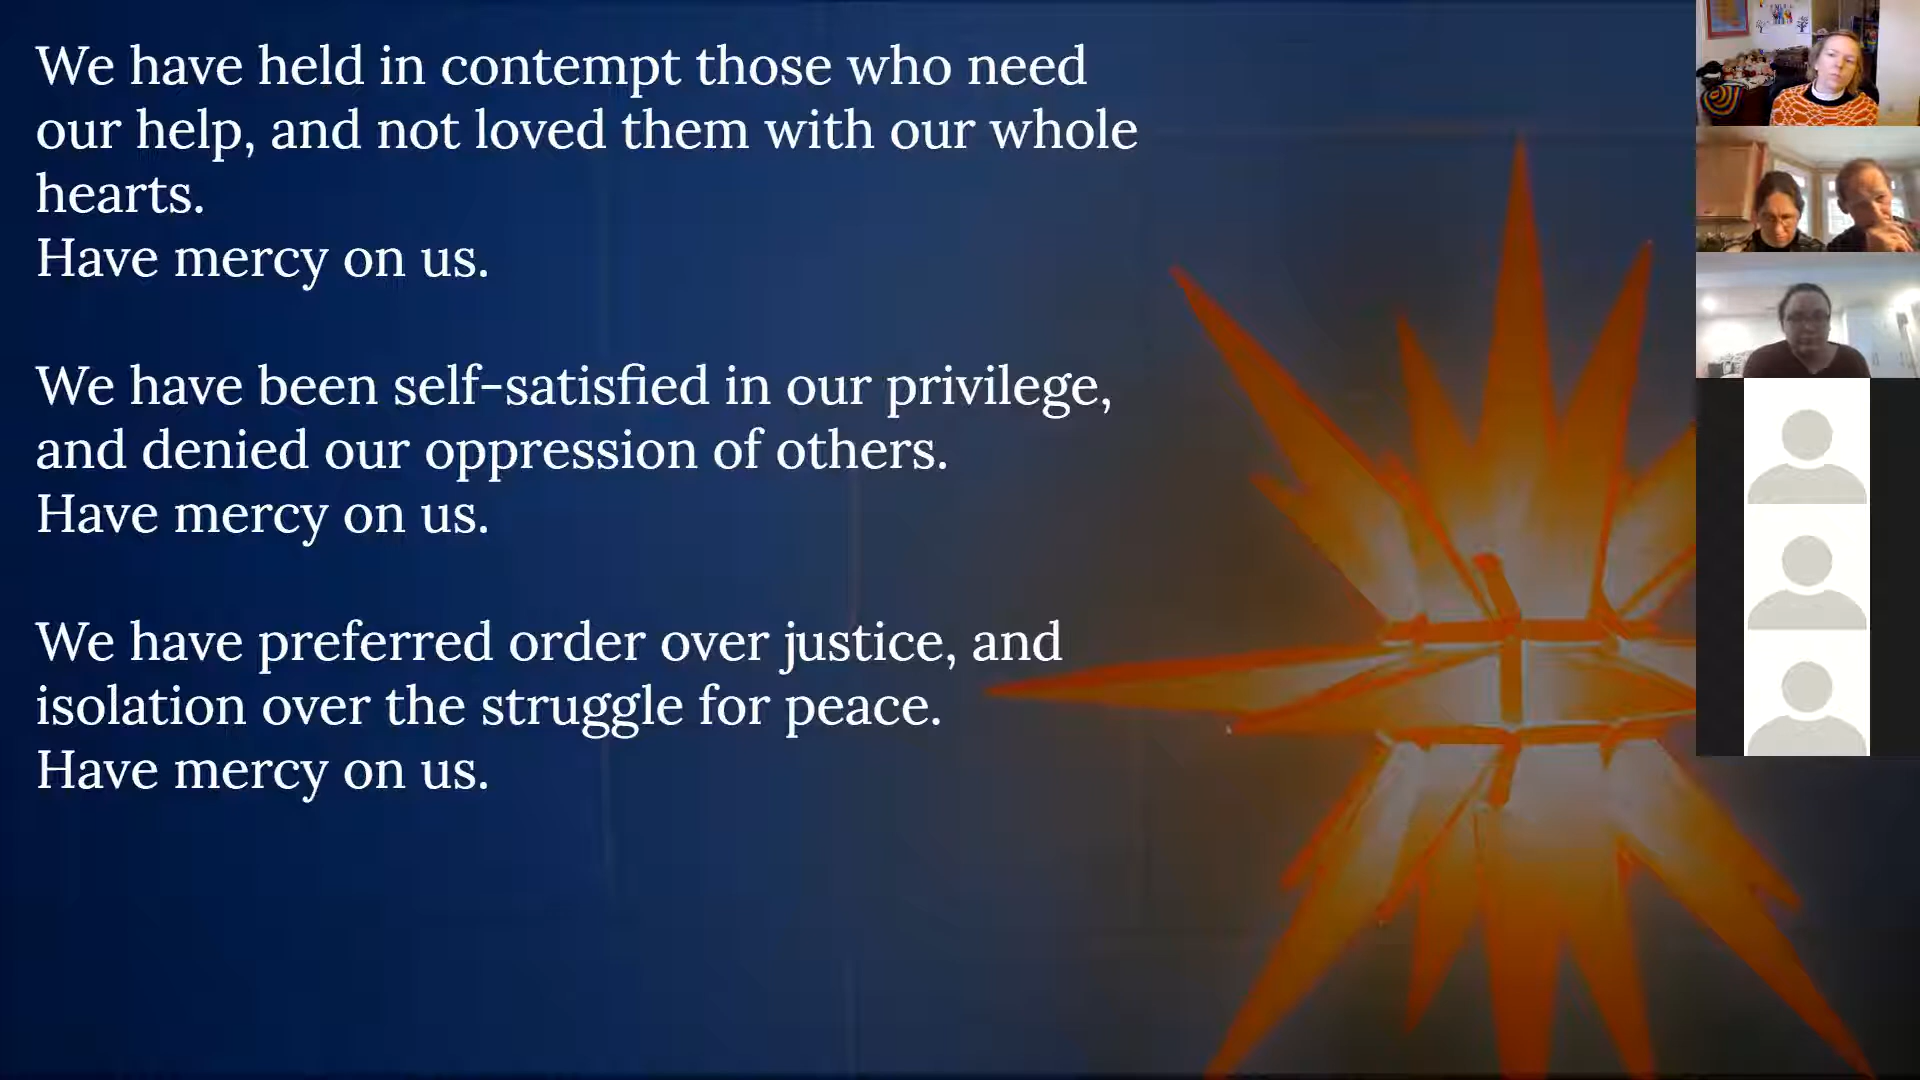 We have held in contempt those who need
our help, and not loved them with our whole
hearts.
Have mercy on us.
We have been self-satisfied in our privilege,
and denied our oppression of others.
Have mercy on us.
We have preferred order over justice, and
isolation over the struggle for peace.
Have mercy on us.